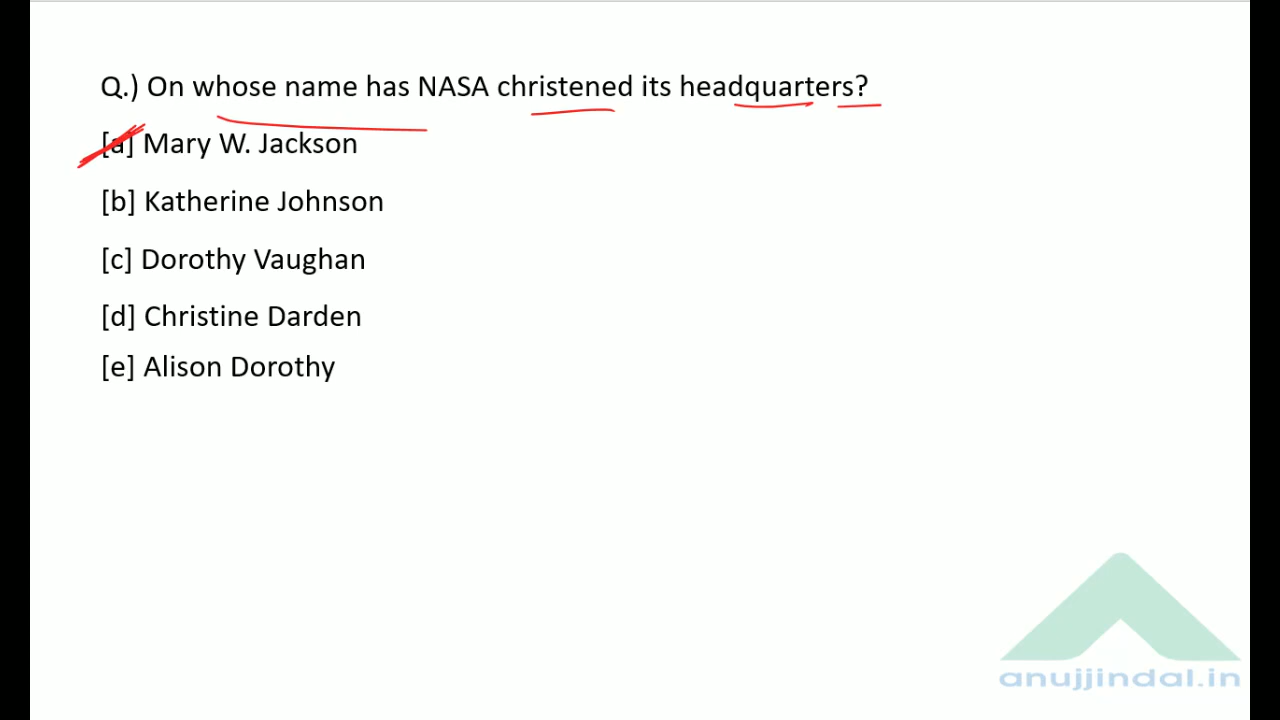 Q.) On whose name has NASA christened its headquarters?
[a] Mary W. Jackson
[b] Katherine Johnson
[c] Dorothy Vaughan
[d] Christine Darden
[e] Alison Dorothy
anujjindal.in